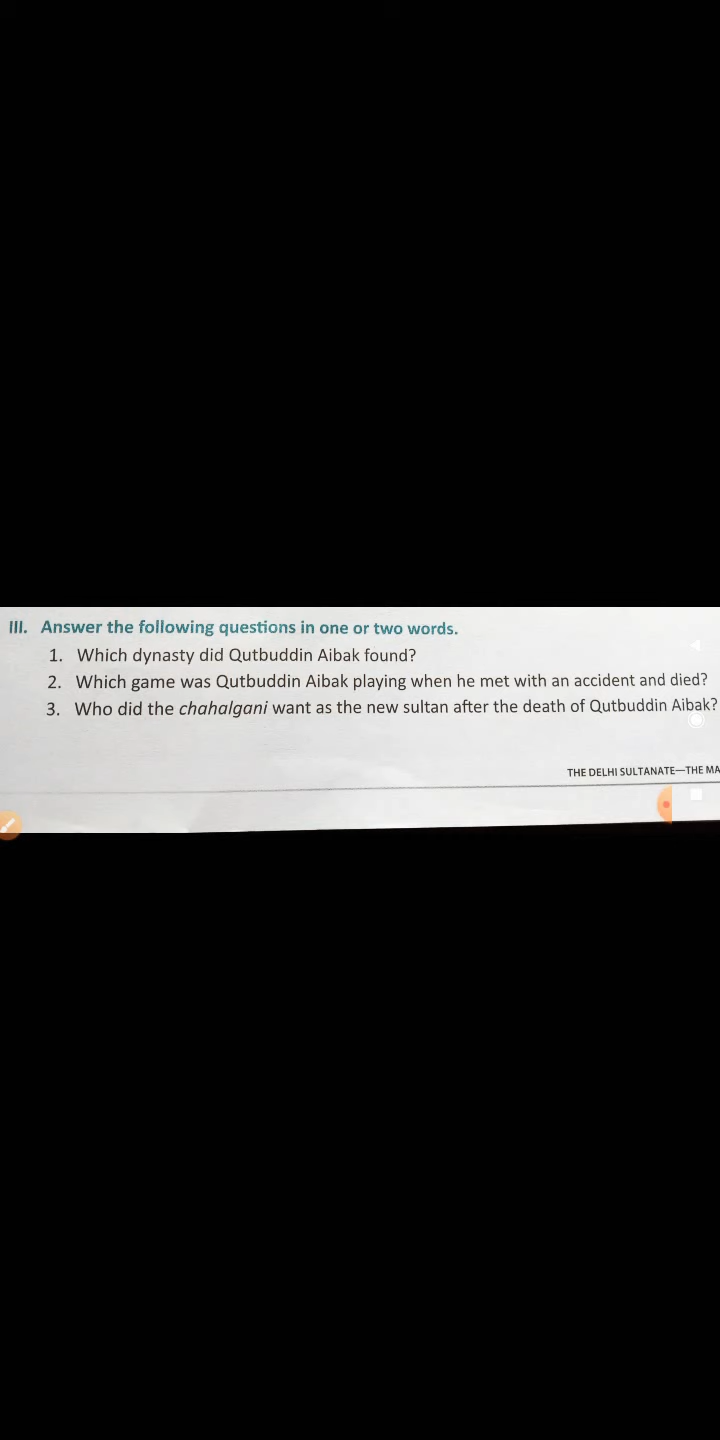 III. Answer the following questions in one or two words.
1. Which dynasty did Qutbuddin Aibak found?
2. Which game was Qutbuddin Aibak playing when he met with an accident and died?
3. Who did the chahalgani want as the new sultan after the death of Qutbuddin Aibak?
THE DELHI SULTANATE—THE MA